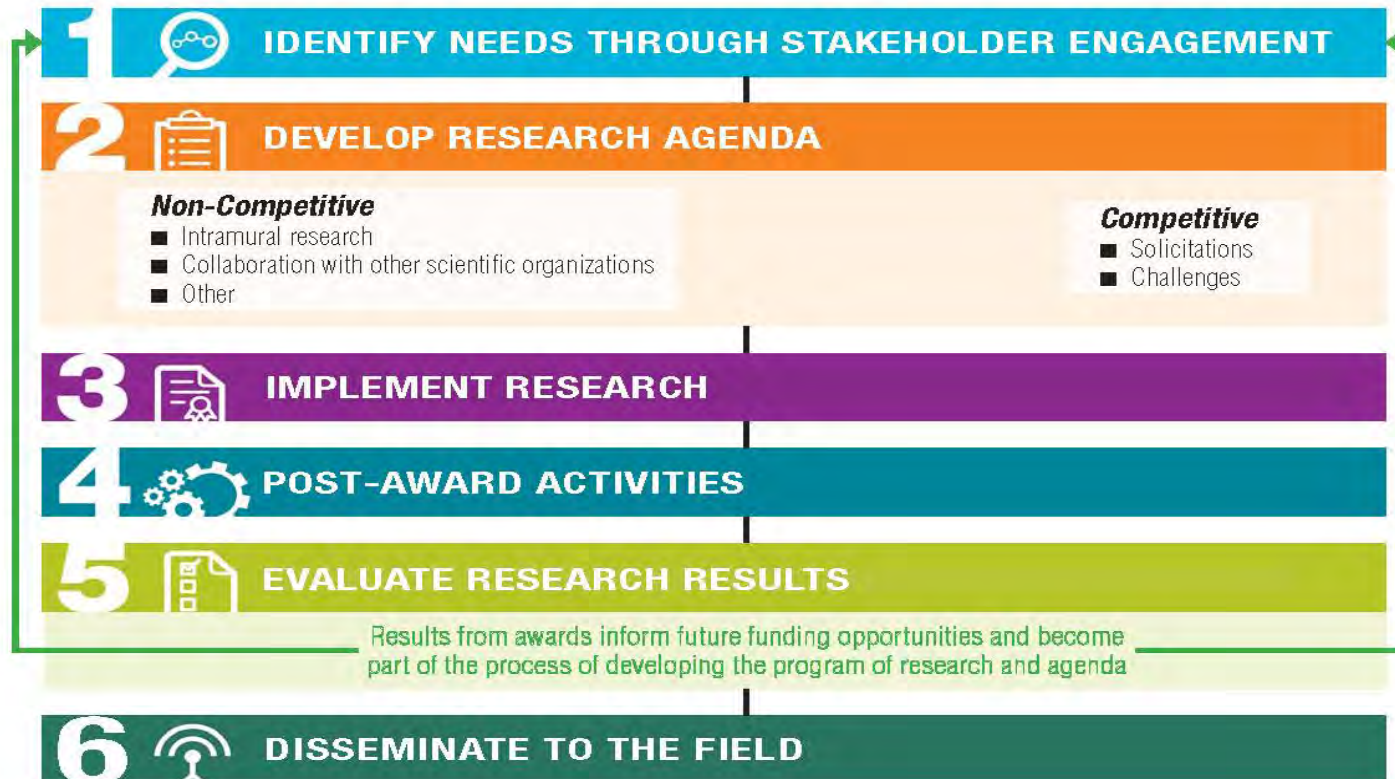 1 IDENTIFY NEEDS THROUGH STAKEHOLDER ENGAGEMENT
2 DEVELOP RESEARCH AGENDA
Non-Competitive
■ Intramural research
■ Collaboration with other scientific organizations
■ Other
Competitive
■ Solicitations
■ Challenges
3 IMPLEMENT RESEARCH
4 POST-AWARD ACTIVITIES
5 EVALUATE RESEARCH RESULTS
Results from awards inform future funding opportunities and become
part of the process of developing the program of research and agenda
6 DISSEMINATE TO THE FIELD